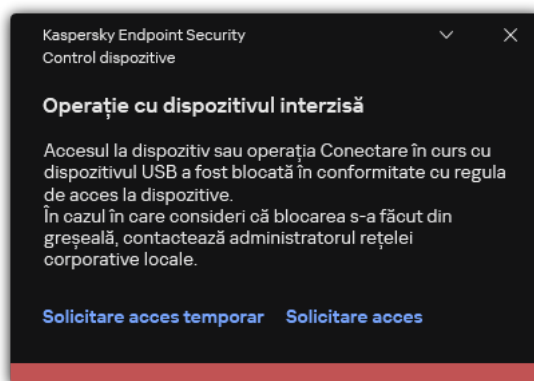 Kaspersky Endpoint Security
Control dispozitive
Operație cu dispozitivul interzisă
Accesul la dispozitiv sau operația Conectare în curs cu
dispozitivul USB a fost blocată în conformitate cu regula
de acces la dispozitive.
În cazul în care consideri că blocarea s-a făcut din
greșeală, contactează administratorul rețelei
corporative locale.
Solicitare acces temporar Solicitare acces